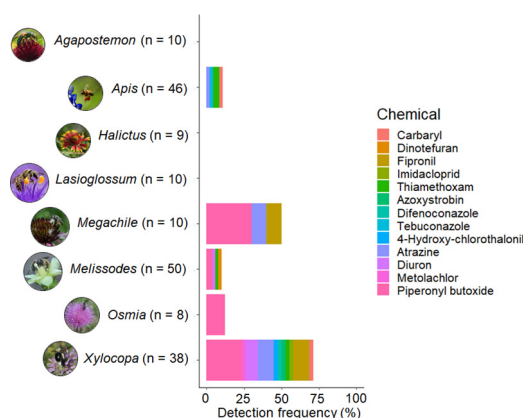 Agapostemon (n = 10)
Apis (n = 46)
Halictus (n = 9)
Lasioglossum (n = 10)
Megachile (n = 10)
Melissodes (n = 50)
Osmia (n = 8)
Xylocopa (n = 38)
0 25 50 75 100
Detection frequency (%)
Chemical
Carbaryl
Dinotefuran
Fipronil
Imidacloprid
Thiamethoxam
Azoxystrobin
Difenoconazole
Tebuconazole
4-Hydroxy-chlorothalonil
Atrazine
Diuron
Metolachlor
Piperonyl butoxide